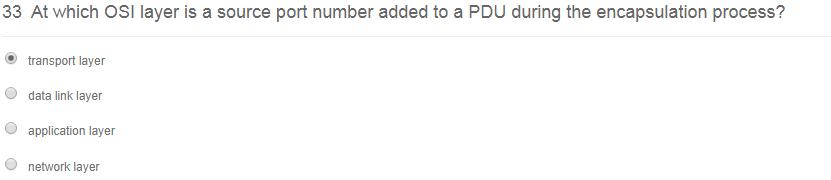 33 At which OSI layer is a source port number added to a PDU during the encapsulation process?
transport layer
data link layer
application layer
network layer